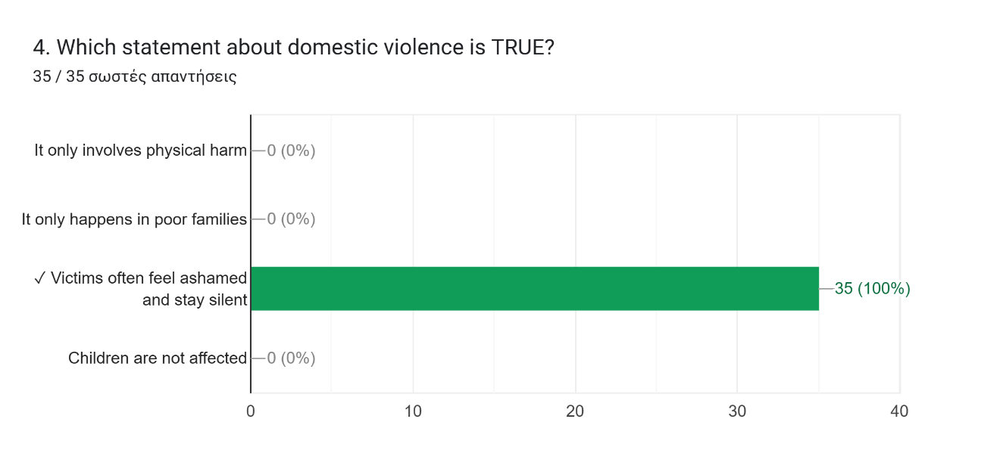 4. Which statement about domestic violence is TRUE?
35 / 35 σωστές απαντήσεις
It only involves physical harm
0 (0%)
It only happens in poor families
0 (0%)
✓ Victims often feel ashamed
and stay silent
35 (100%)
Children are not affected
0 (0%)
0 10 20 30 40